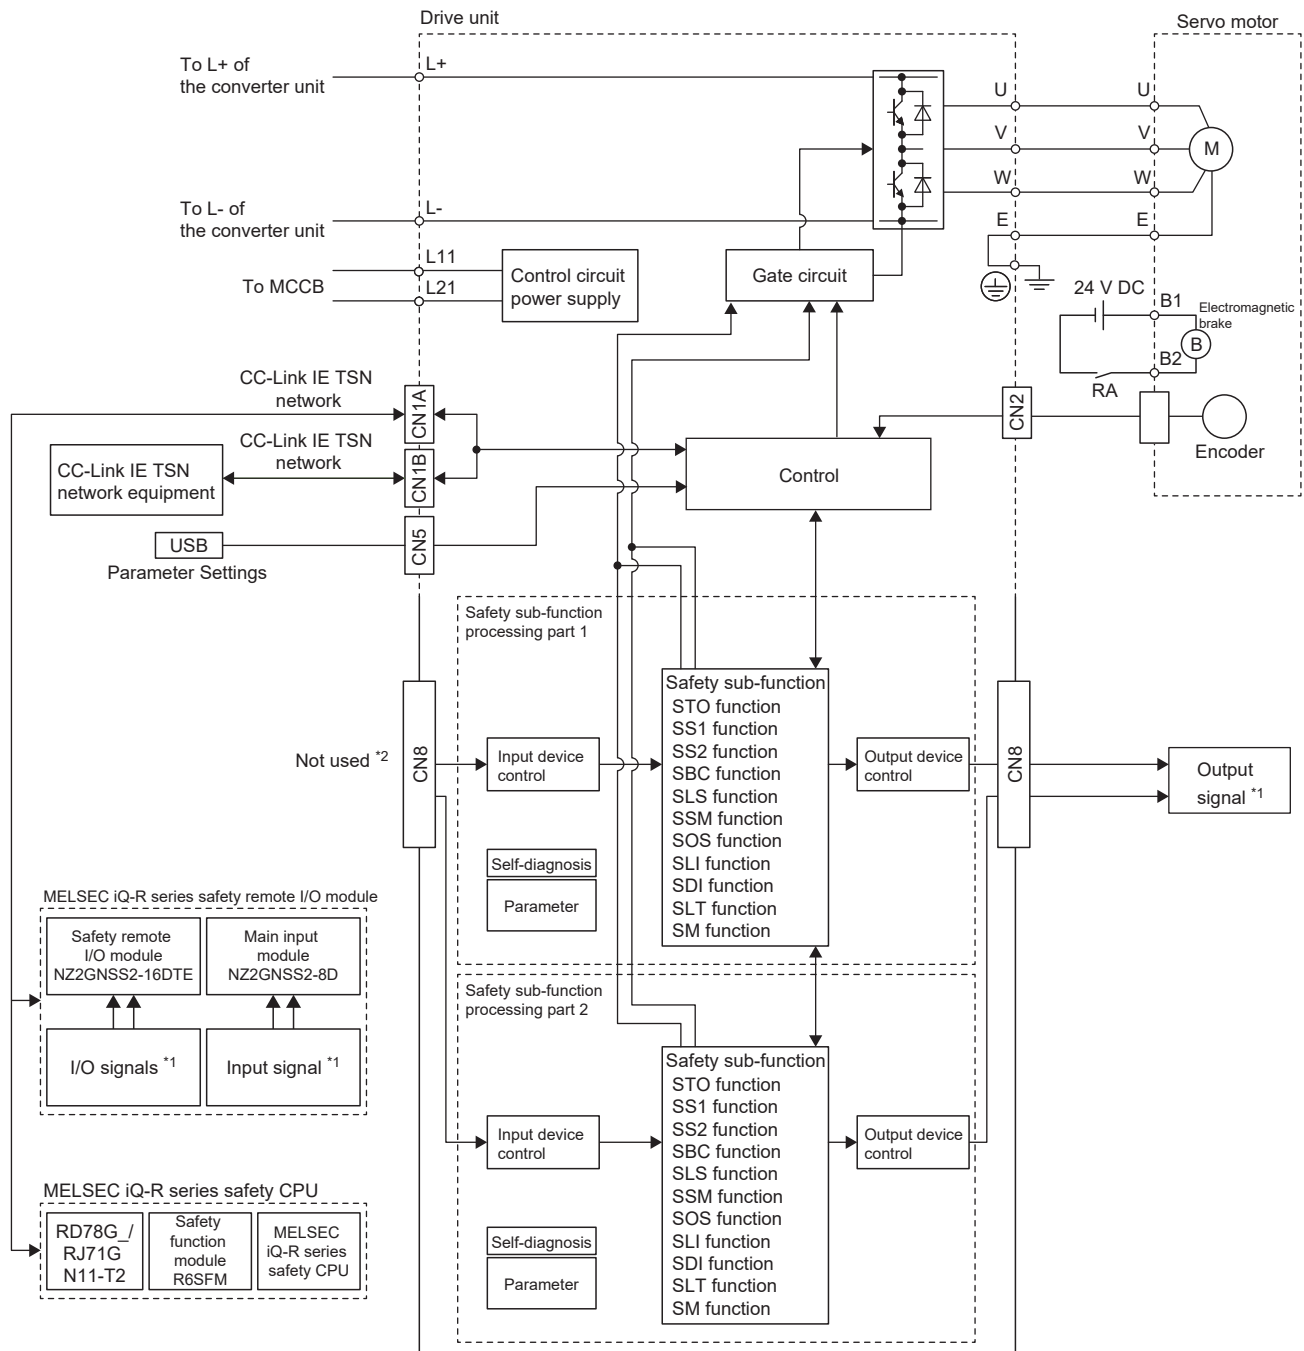 Drive unit
Servo motor
To L+ of
the converter unit
L+
U
U
V
V
M
W
W
To L- of
the converter unit
L-
E
E
L11
To MCCB
L21
Control circuit
power supply
Gate circuit
24 V DC
B1
Electromagnetic
brake
B
B2
RA
CC-Link IE TSN
network
CN1A
CN2
CC-Link IE TSN
network
CC-Link IE TSN
network equipment
CN1B
Control
Encoder
USB
CN5
Parameter Settings
Safety sub-function
processing part 1
Safety sub-function
STO function
SS1 function
SS2 function
SBC function
SLS function
SSM function
SOS function
SLI function
SDI function
SLT function
SM function
Not used *2
CN8
Input device
control
Output device
control
CN8
Output
signal *1
Self-diagnosis
Parameter
MELSEC iQ-R series safety remote I/O module
Safety remote
I/O module
NZ2GNSS2-16DTE
Main input
module
NZ2GNSS2-8D
I/O signals *1
Input signal *1
Safety sub-function
processing part 2
Safety sub-function
STO function
SS1 function
SS2 function
SBC function
SLS function
SSM function
SOS function
SLI function
SDI function
SLT function
SM function
Input device
control
Output device
control
Self-diagnosis
Parameter
MELSEC iQ-R series safety CPU
RD78G_/
RJ71G
N11-T2
Safety
function
module
R6SFM
MELSEC
iQ-R series
safety CPU